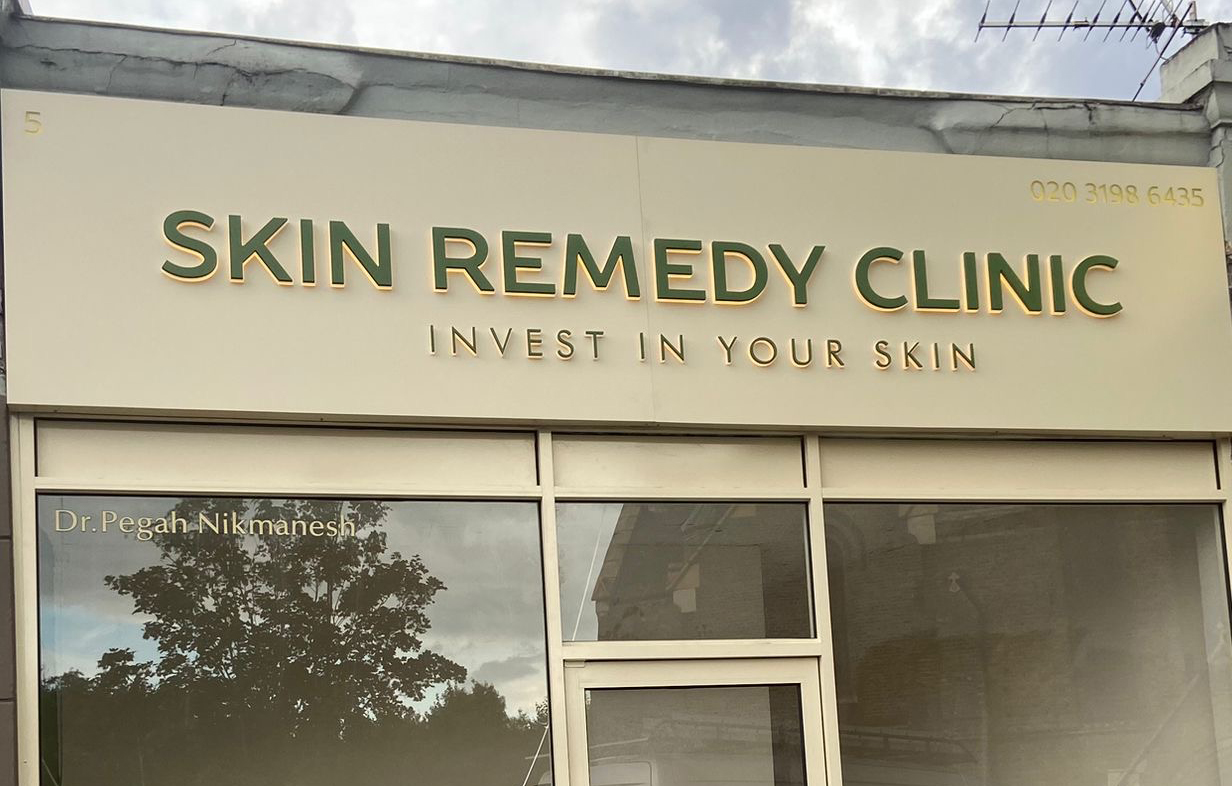 5
020 3198 6435
SKIN REMEDY CLINIC
INVEST IN YOUR SKIN
Dr.Pegah Nikmanesh